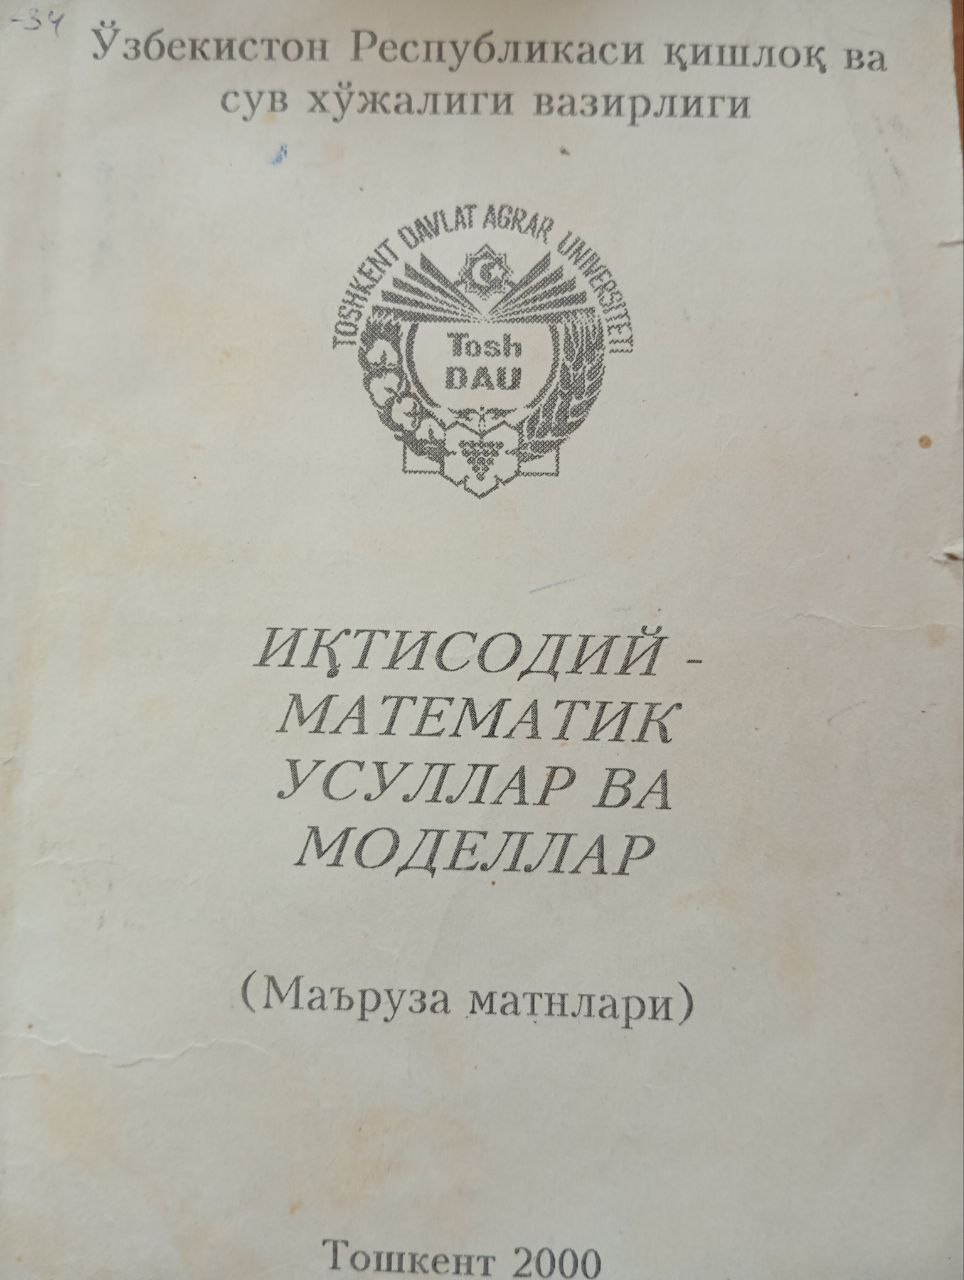 -34
Ўзбекистон Республикаси қишлоқ ва
сув хўжалиги вазирлиги
TOSHKENT DAVLAT AGRAR UNIVERSITETI
Tosh
DAU
ИҚТИСОДИЙ -
МАТЕМАТИК
УСУЛЛАР ВА
МОДЕЛЛАР
(Маъруза матнлари)
Тошкент 2000